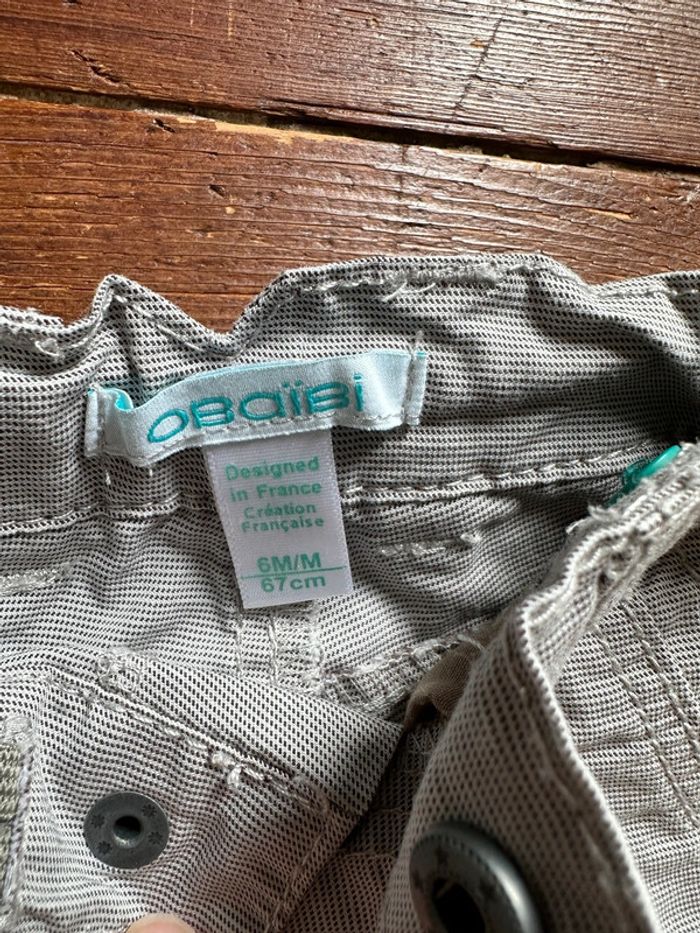 obaïbi
Designed
in France
Création
Française
6M/M
67cm